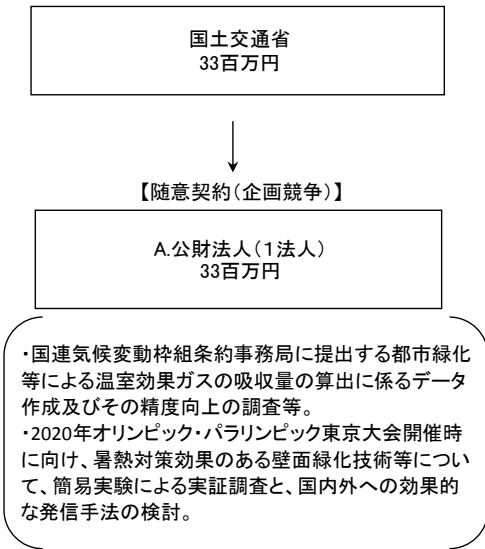 国土交通省
33百万円
【随意契約(企画競争)】
A.公財法人(1法人)
33百万円
・国連気候変動枠組条約事務局に提出する都市緑化
等による温室効果ガスの吸収量の算出に係るデータ
作成及びその精度向上の調査等。
・2020年オリンピック・パラリンピック東京大会開催時
に向け、暑熱対策効果のある壁面緑化技術等につい
て、簡易実験による実証調査と、国内外への効果的
な発信手法の検討。